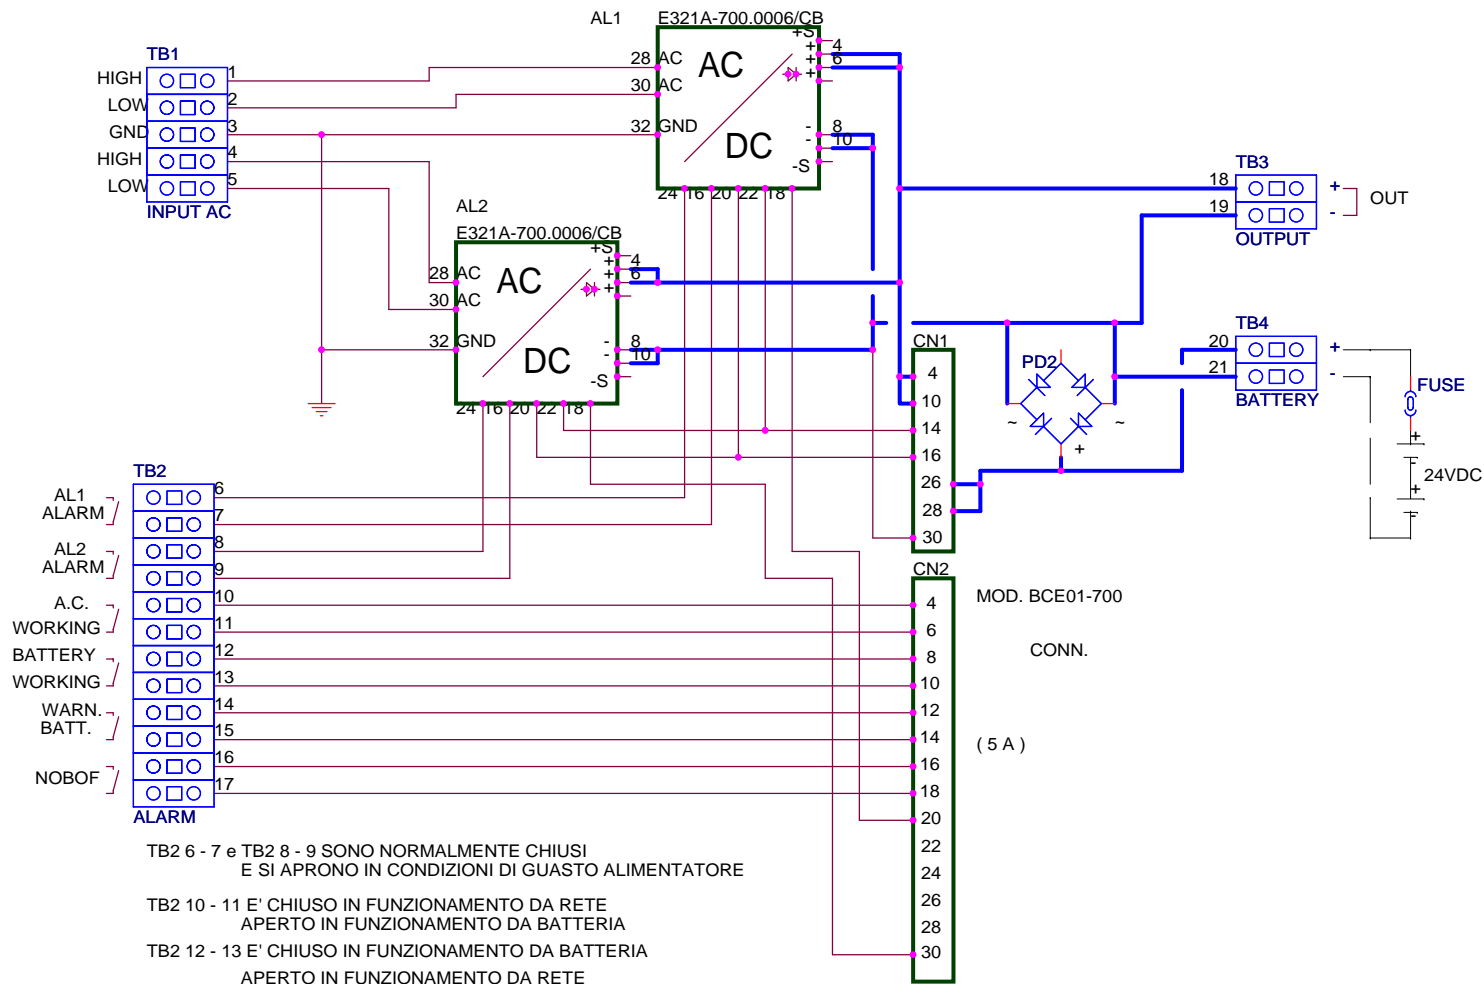 AL1 E321A-700.0006/CB
+S
+ 4
+ 6
+
28 AC
30 AC
32 GND
AC
DC
- 8
- 10
-S
24 16 20 22 18
TB1
HIGH 1
LOW 2
GND 3
HIGH 4
LOW 5
INPUT AC
AL2
E321A-700.0006/CB
+S
+ 4
+ 6
+
28 AC
30 AC
32 GND
AC
DC
- 8
- 10
-S
24 16 20 22 18
TB3
18 +
19 -
OUT
OUTPUT
TB4
20 +
21 -
BATTERY
FUSE
+
-
24VDC
+
-
PD2
~ ~
+
CN1
4
10
14
16
26
28
30
TB2
AL1
ALARM
6
7
AL2
ALARM
8
9
A.C.
WORKING
10
11
BATTERY
WORKING
12
13
WARN.
BATT.
14
15
NOBOF
16
17
ALARM
CN2
4
6
8
10
12
14
16
18
20
22
24
26
28
30
MOD. BCE01-700
CONN.
( 5 A )
TB2 6 - 7 e TB2 8 - 9 SONO NORMALMENTE CHIUSI
E SI APRONO IN CONDIZIONI DI GUASTO ALIMENTATORE
TB2 10 - 11 E' CHIUSO IN FUNZIONAMENTO DA RETE
APERTO IN FUNZIONAMENTO DA BATTERIA
TB2 12 - 13 E' CHIUSO IN FUNZIONAMENTO DA BATTERIA
APERTO IN FUNZIONAMENTO DA RETE